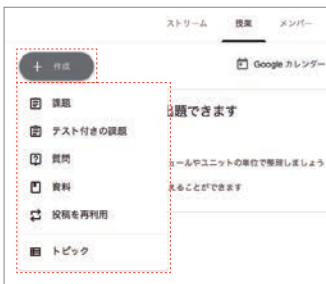 ストリーム 授業 メンバー
+ 作成
Google カレンダー
課題
出題できます
テスト付きの課題
質問
ュールやユニットの単位で整理しましょう
資料
えることができます
投稿を再利用
トピック